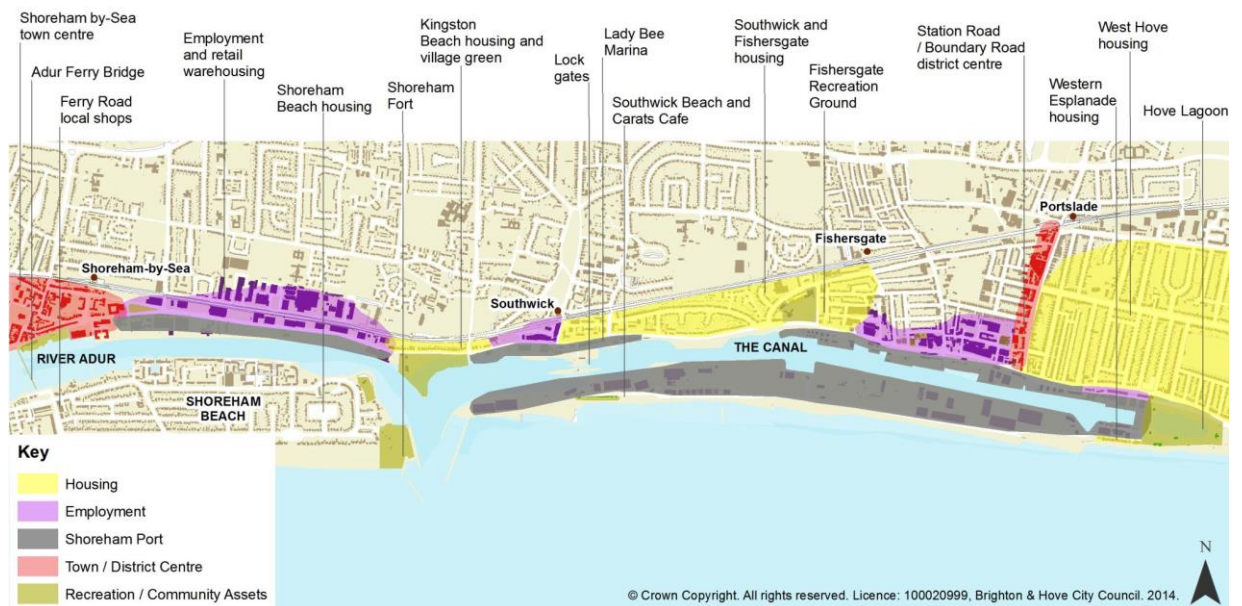 Shoreham by-Sea
town centre
Adur Ferry Bridge
Ferry Road
local shops
Employment
and retail
warehousing
Shoreham
Beach housing
Shoreham
Fort
Kingston
Beach housing and
village green
Lock
gates
Lady Bee
Marina
Southwick Beach and
Carats Cafe
Southwick and
Fishersgate
housing
Fishersgate
Recreation
Ground
Station Road
/ Boundary Road
district centre
Western
Esplanade
housing
West Hove
housing
Hove Lagoon
Portslade
Fishersgate
Shoreham-by-Sea
Southwick
RIVER ADUR
THE CANAL
SHOREHAM
BEACH
Key
Housing
Employment
Shoreham Port
Town / District Centre
Recreation / Community Assets
N
© Crown Copyright. All rights reserved. Licence: 100020999, Brighton & Hove City Council. 2014.